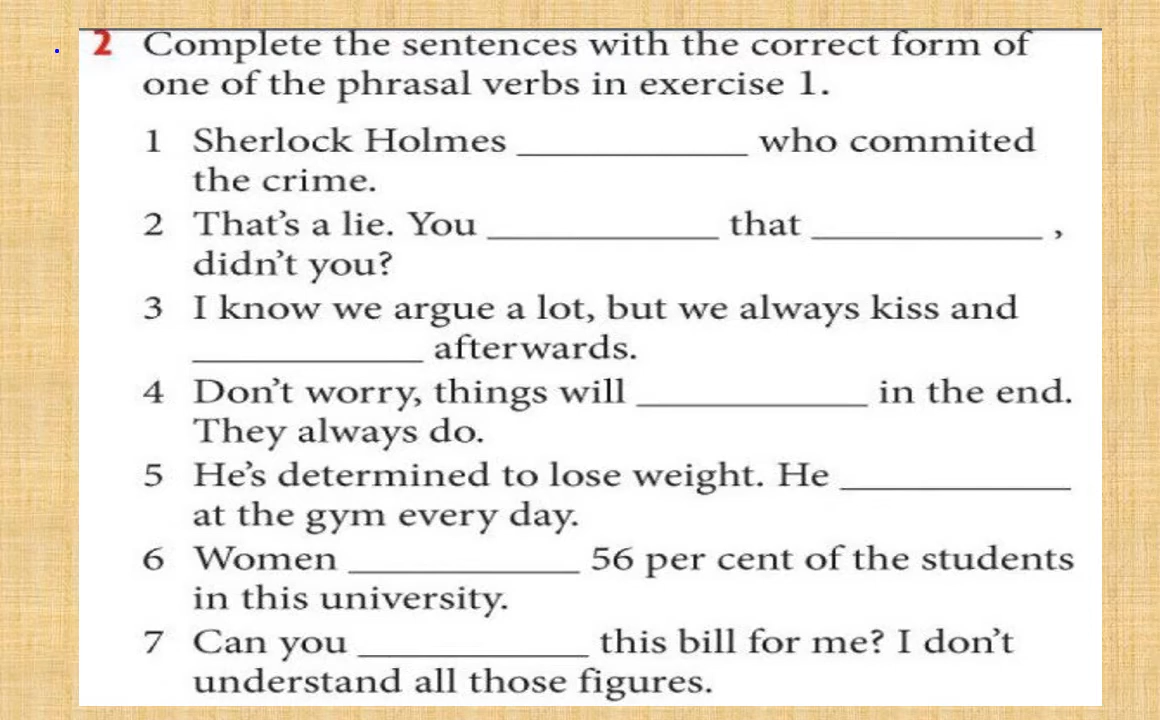 2 Complete the sentences with the correct form of
one of the phrasal verbs in exercise 1.
1 Sherlock Holmes ____________ who commited
the crime.
2 That's a lie. You ____________ that ____________ ,
didn't you?
3 I know we argue a lot, but we always kiss and
____________ afterwards.
4 Don't worry, things will ____________ in the end.
They always do.
5 He's determined to lose weight. He ____________
at the gym every day.
6 Women ____________ 56 per cent of the students
in this university.
7 Can you ____________ this bill for me? I don't
understand all those figures.